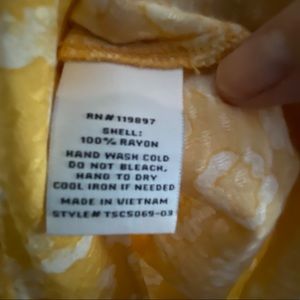 RN# 119897
SHELL:
100% RAYON
HAND WASH COLD
DO NOT BLEACH,
HANG TO DRY
COOL IRON IF NEEDED
MADE IN VIETNAM
STYLE# TSCS069-03